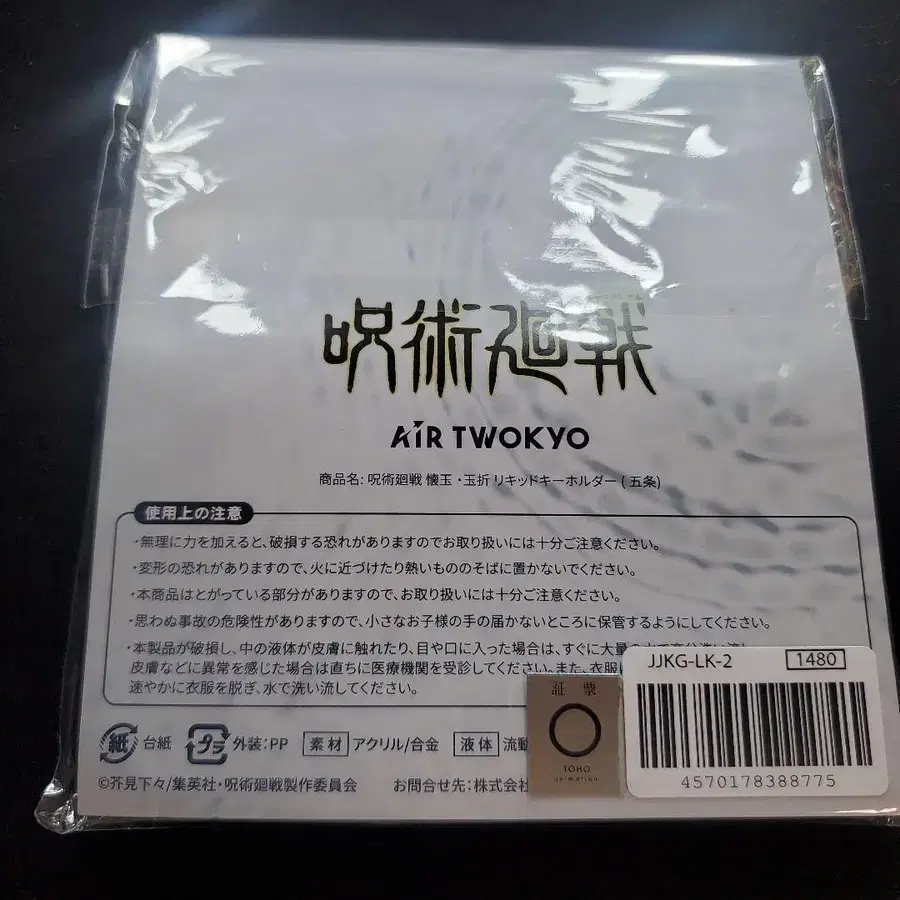 呪術廻戦
AIR TWOKYO
商品名: 呪術廻戦 懐玉・玉折 リキッドキーホルダー ( 五条)
使用上の注意
・無理に力を加えると、破損する恐れがありますのでお取り扱いには十分ご注意ください。
・変形の恐れがありますので、火に近づけたり熱いもののそばに置かないでください。
・本商品はとがっている部分がありますので、お取り扱いには十分ご注意ください。
・思わぬ事故の危険性がありますので、小さなお子様の手の届かないところに保管するようにしてください。
・本製品が破損し、中の液体が皮膚に触れたり、目や口に入った場合は、すぐに大量の水で充分洗い流し
皮膚などに異常を感じた場合は直ちに医療機関を受診してください。また、衣服
速やかに衣服を脱ぎ、水で洗い流してください。
紙 台紙 プラ 外装:PP 素材 アクリル/合金 液体 流動
©芥見下々/集英社・呪術廻戦製作委員会 お問合せ先:株式会社
証票
TOHO
animation
JJKG-LK-2 1480
4570178388775